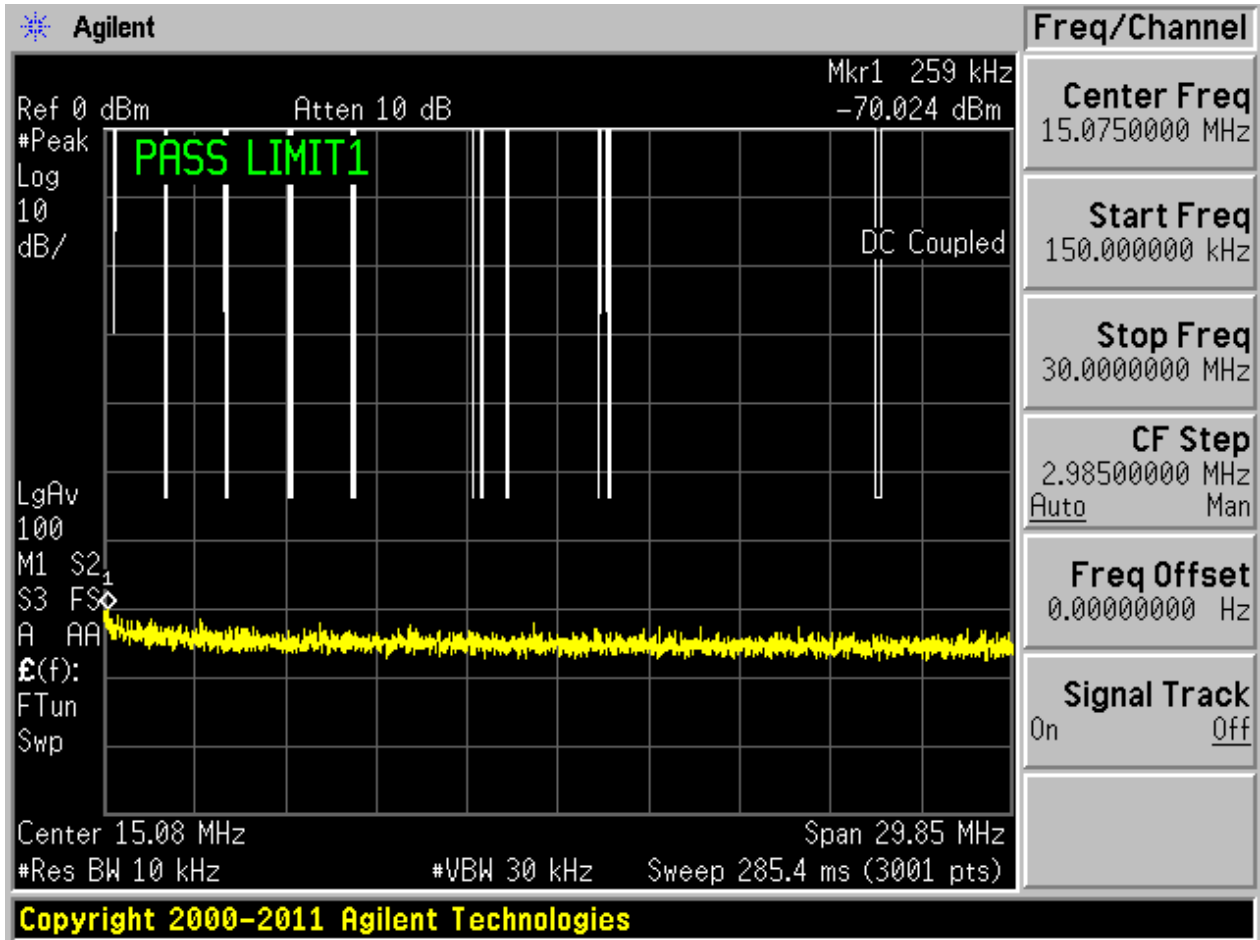 Agilent
Freq/Channel
Mkr1 259 kHz
Ref 0 dBm Atten 10 dB -70.024 dBm
#Peak
Log
10
dB/
PASS LIMIT1
DC Coupled
LgAv
100
M1 S2
S3 FS
A AA
£(f):
FTun
Swp
1
Center 15.08 MHz Span 29.85 MHz
#Res BW 10 kHz #VBW 30 kHz Sweep 285.4 ms (3001 pts)
Center Freq
15.0750000 MHz
Start Freq
150.000000 kHz
Stop Freq
30.0000000 MHz
CF Step
2.98500000 MHz
Auto Man
Freq Offset
0.00000000 Hz
Signal Track
On Off
Copyright 2000-2011 Agilent Technologies